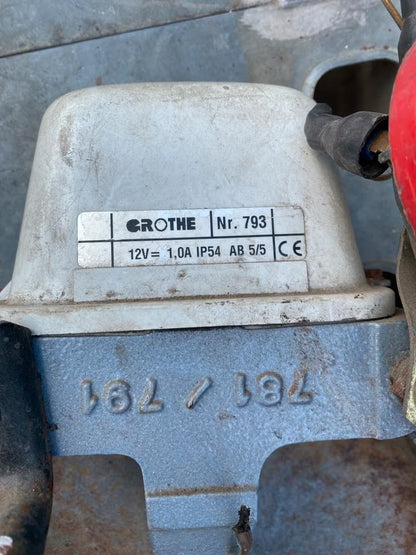 GROTHE Nr. 793
12V= 1,0A IP54 AB 5/5 CE
781 / 791